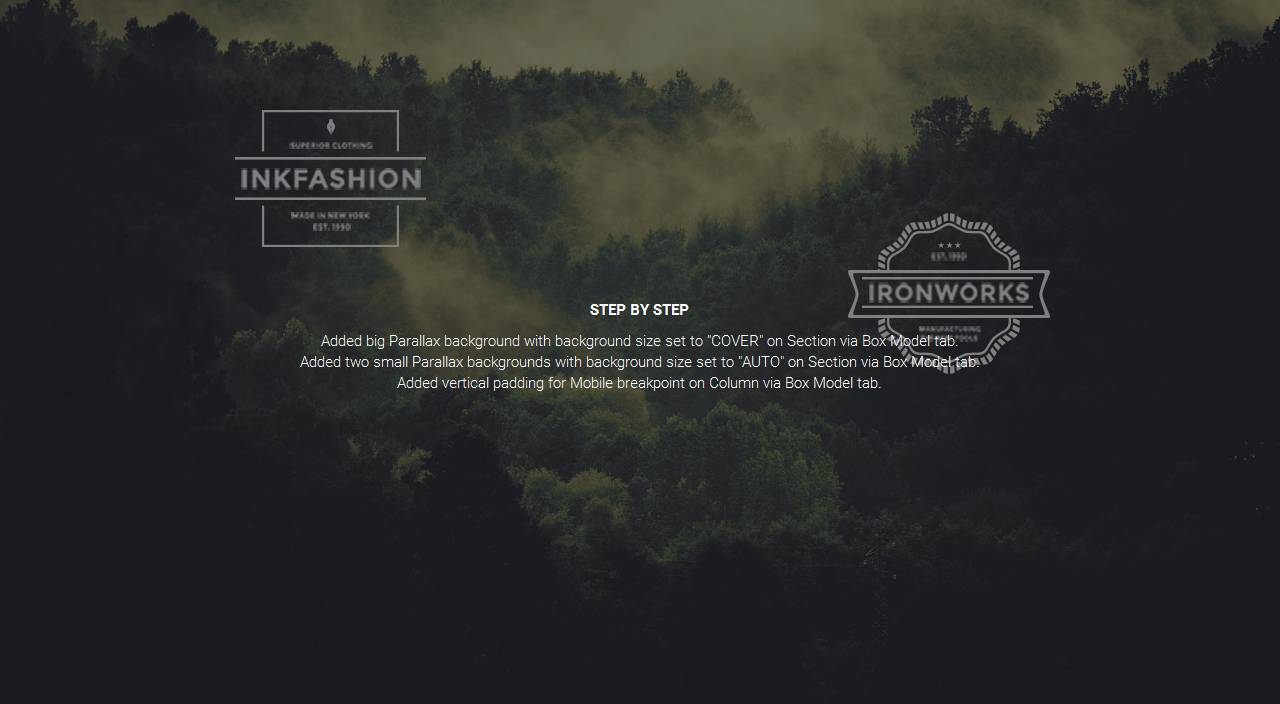 SUPERIOR CLOTHING
INKFASHION
MADE IN NEW YORK
EST. 1990
★★★
EST. 1990
IRONWORKS
MANUFACTURING
TOOLS
STEP BY STEP
Added big Parallax background with background size set to "COVER" on Section via Box Model tab.
Added two small Parallax backgrounds with background size set to "AUTO" on Section via Box Model tab.
Added vertical padding for Mobile breakpoint on Column via Box Model tab.